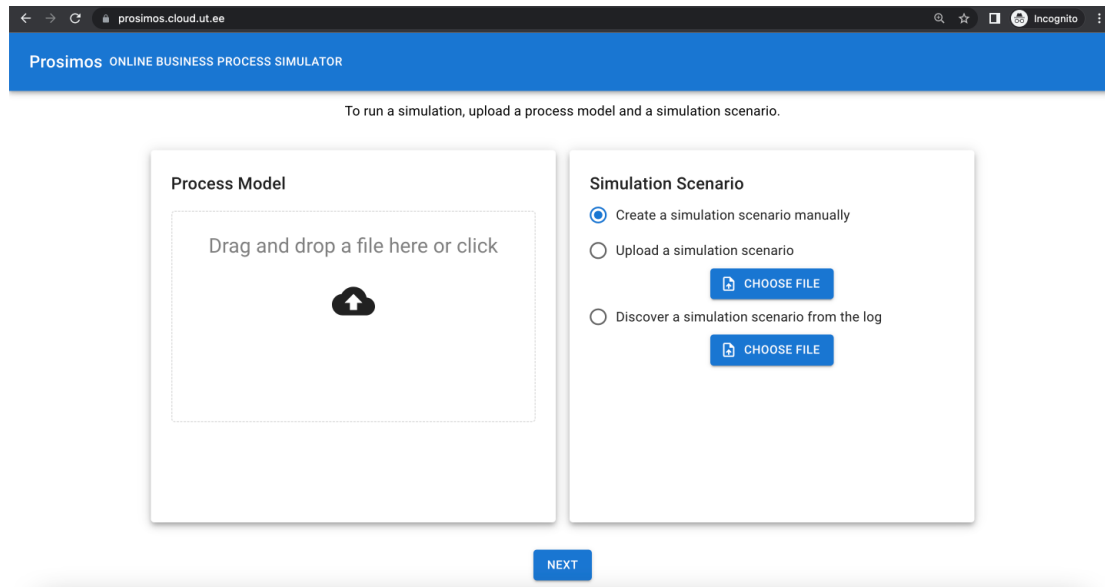 prosimos.cloud.ut.ee
Incognito
Prosimos ONLINE BUSINESS PROCESS SIMULATOR
To run a simulation, upload a process model and a simulation scenario.
Process Model
Drag and drop a file here or click
Simulation Scenario
Create a simulation scenario manually
Upload a simulation scenario
CHOOSE FILE
Discover a simulation scenario from the log
CHOOSE FILE
NEXT